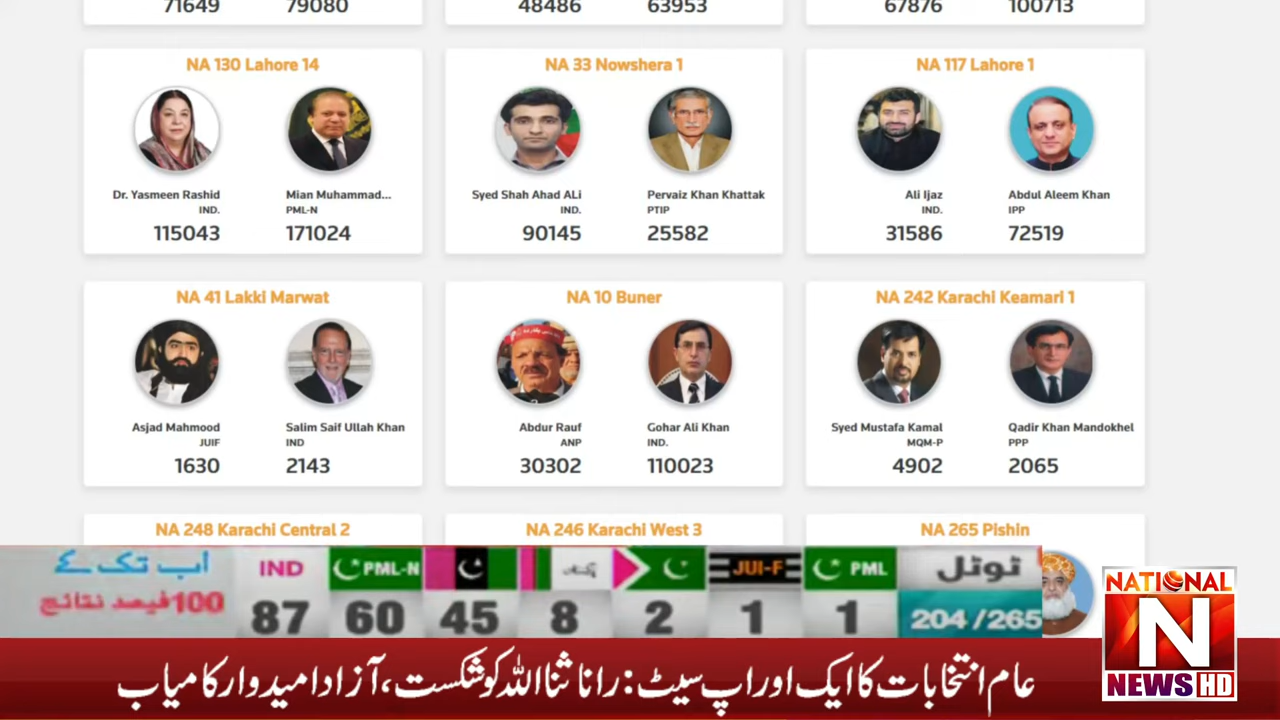 71649 79080
48486 63953
67876 100713
NA 130 Lahore 14
Dr. Yasmeen Rashid
IND.
115043
Mian Muhammad...
PML-N
171024
NA 33 Nowshera 1
Syed Shah Ahad ALi
IND.
90145
Pervaiz Khan Khattak
PTIP
25582
NA 117 Lahore 1
Ali Ijaz
IND.
31586
Abdul Aleem Khan
IPP
72519
NA 41 Lakki Marwat
Asjad Mahmood
JUIF
1630
Salim Saif Ullah Khan
IND
2143
NA 10 Buner
Abdur Rauf
ANP
30302
Gohar Ali Khan
IND.
110023
NA 242 Karachi Keamari 1
Syed Mustafa Kamal
MQM-P
4902
Qadir Khan Mandokhel
PPP
2065
NA 248 Karachi Central 2
NA 246 Karachi West 3
NA 265 Pishin
اب تک کے
100فیصد نتائج
IND PML-N JUI-F PML ٹوٹل
87 60 45 8 2 1 1 204/265
عام انتخابات کا ایک اور اپ سیٹ: رانا ثنا اللہ کو شکست، آزاد امیدوار کامیاب
NATIONAL
N
NEWS HD